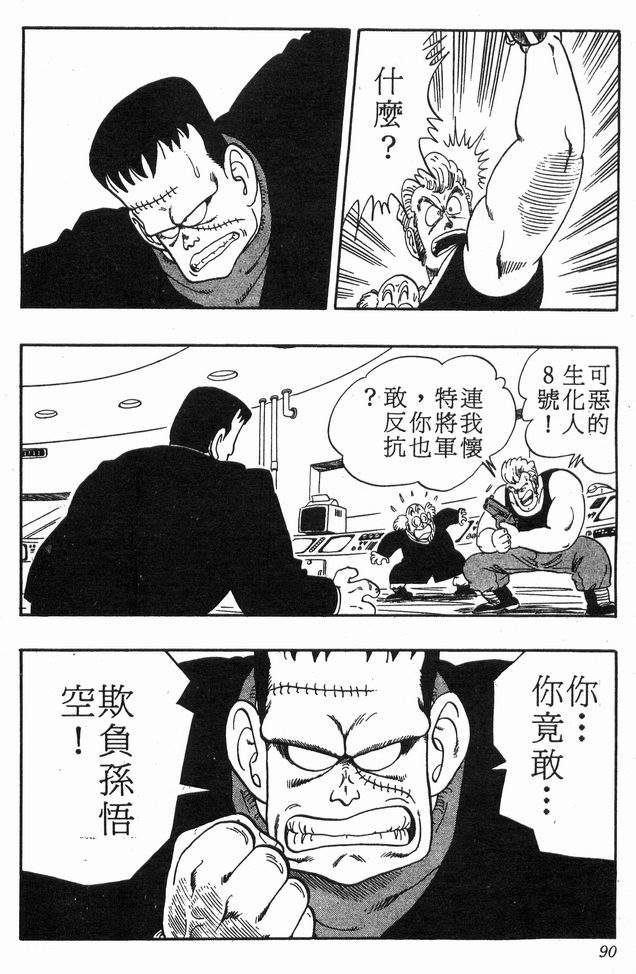 什
麼？
可惡的
生化人
8號！
連我懷
特將軍
，你也
敢反抗
？
你…
你竟敢…
欺負孫悟
空！
90